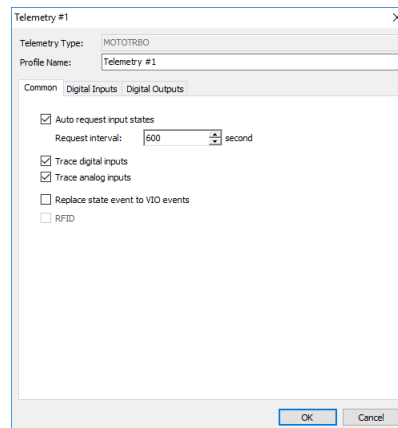 Telemetry #1
Telemetry Type: MOTOTRBO
Profile Name: Telemetry #1
Common Digital Inputs Digital Outputs
Auto request input states
Request interval: 600 second
Trace digital inputs
Trace analog inputs
Replace state event to VIO events
RFID
OK Cancel